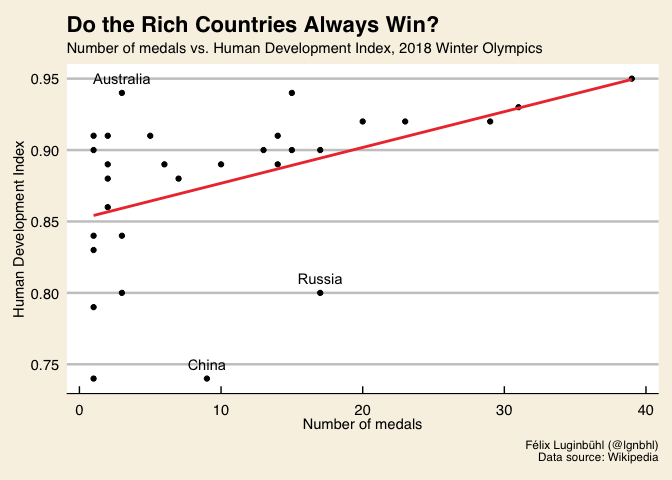 Do the Rich Countries Always Win?
Number of medals vs. Human Development Index, 2018 Winter Olympics
Human Development Index
0.95
0.90
0.85
0.80
0.75
Australia
Russia
China
0
10
20
30
40
Number of medals
Félix Luginbühl (@lgnbhl)
Data source: Wikipedia